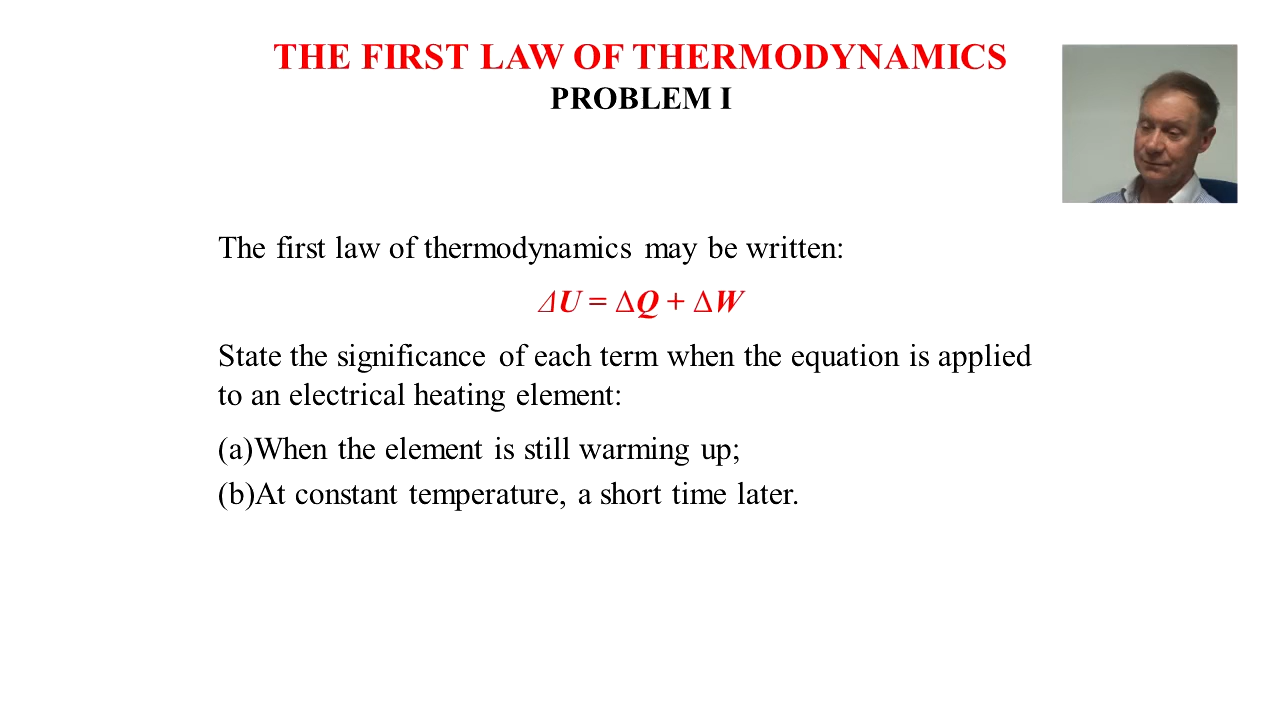 THE FIRST LAW OF THERMODYNAMICS
PROBLEM I
The first law of thermodynamics may be written:
ΔU = ΔQ + ΔW
State the significance of each term when the equation is applied
to an electrical heating element:
(a)When the element is still warming up;
(b)At constant temperature, a short time later.